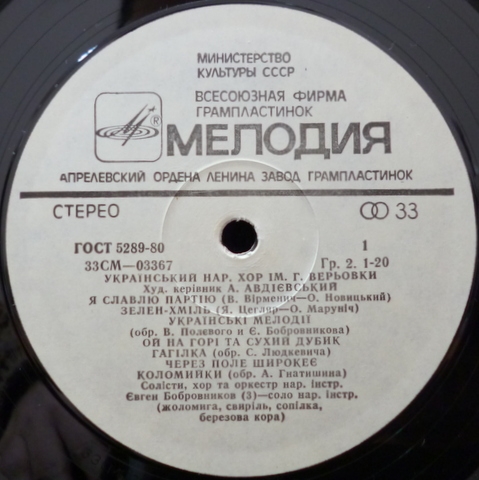 МИНИСТЕРСТВО
КУЛЬТУРЫ СССР
ВСЕСОЮЗНАЯ ФИРМА
ГРАМПЛАСТИНОК
МЕЛОДИЯ
АПРЕЛЕВСКИЙ ОРДЕНА ЛЕНИНА ЗАВОД ГРАМПЛАСТИНОК
СТЕРЕО 33
ГОСТ 5289-80 1
33СМ—03367 Гр. 2. 1-20
УКРАЇНСЬКИЙ НАР. ХОР ІМ. Г. ВЕРЬОВКИ
Худ. керівник А. АВДІЄВСЬКИЙ
Я СЛАВЛЮ ПАРТІЮ (В. Вірмении—О. Новицький)
ЗЕЛЕН-ХМІЛЬ (Я. Цегляр—О. Маруніч)
УКРАЇНСЬКІ МЕЛОДІЇ
(обр. В. Полевого и Є. Бобровникова)
ОЙ НА ГОРІ ТА СУХИЙ ДУБИК
ГАГІЛКА (обр. С. Людкевича)
ЧЕРЕЗ ПОЛЕ ШИРОКЕЄ
КОЛОМИЙКИ (обр. А. Гнатишина)
Солісти, хор та оркестр нар. інстр.
Євген Бобровников (3)—соло нар. інстр.
(жоломига, свиріль, сопілка,
березова кора)